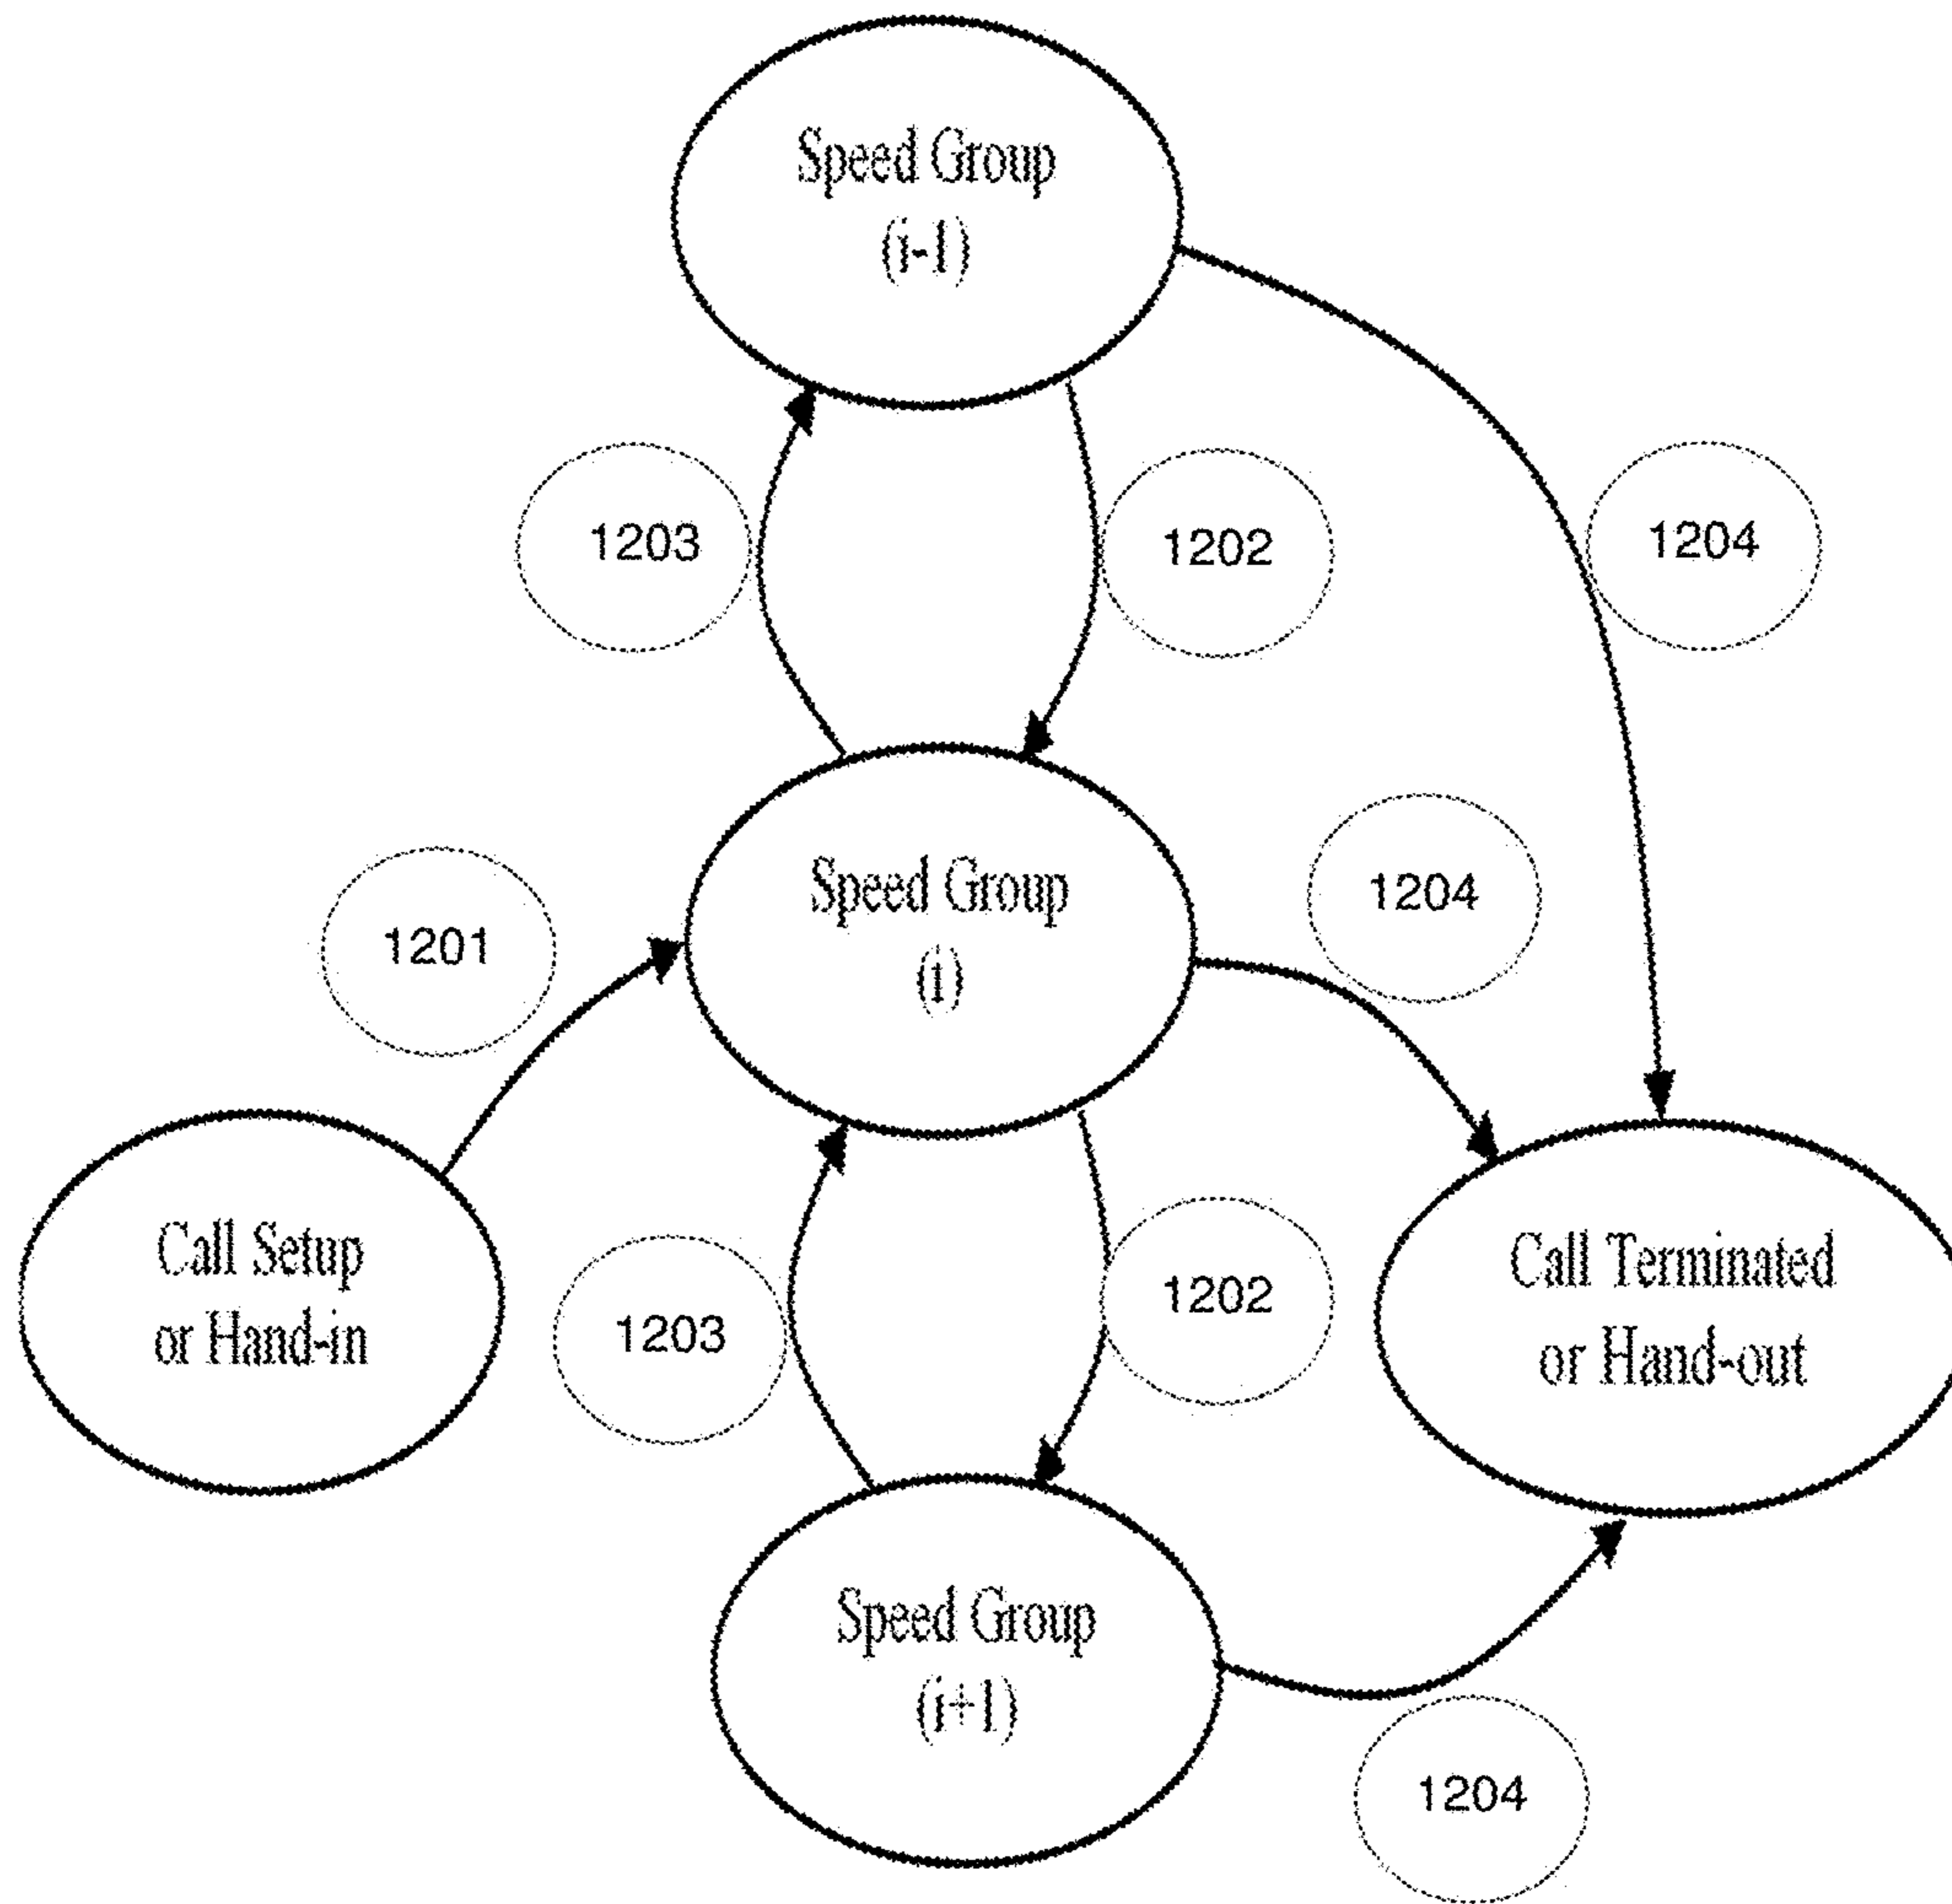 Speed Group
(i-1)
1203
1202
1204
Speed Group
(i)
1204
1201
Call Setup
or Hand-in
1203
1202
Call Terminated
or Hand-out
Speed Group
(i+1)
1204